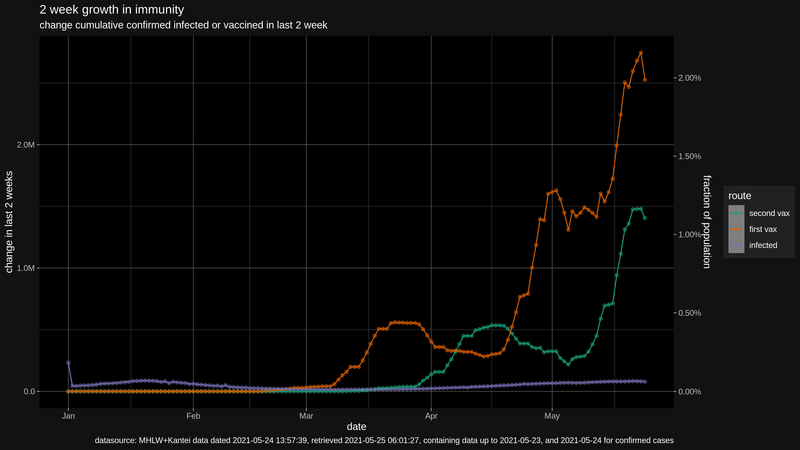 2 week growth in immunity
change cumulative confirmed infected or vaccined in last 2 week
change in last 2 weeks
2.0M
1.0M
0.0
2.00%
1.50%
1.00%
0.50%
0.00%
fraction of population
route
second vax
first vax
infected
Jan Feb Mar Apr May
date
datasource: MHLW+Kantei data dated 2021-05-24 13:57:39, retrieved 2021-05-25 06:01:27, containing data up to 2021-05-23, and 2021-05-24 for confirmed cases